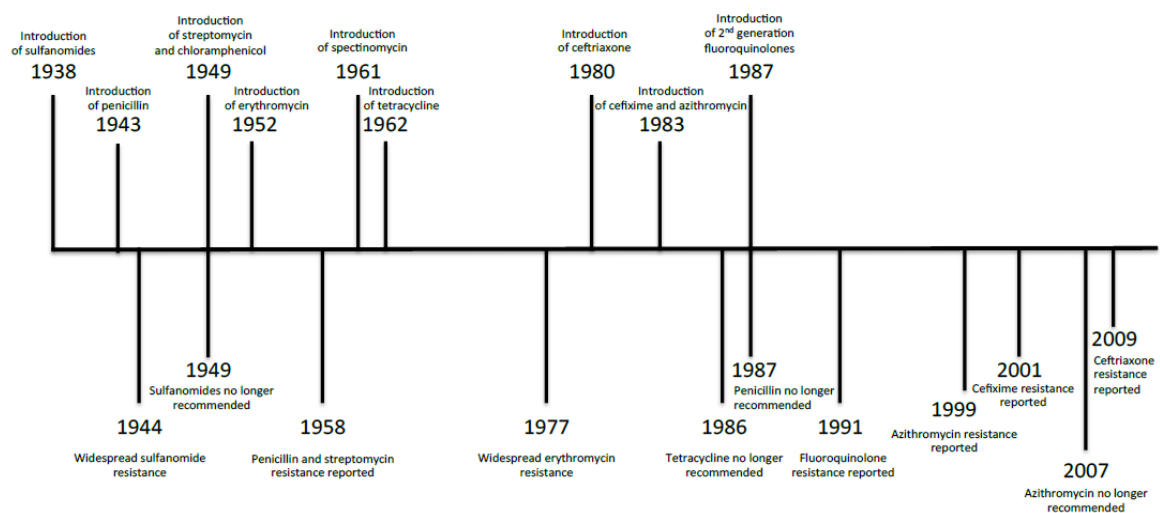 Introduction
of sulfanomides
1938
Introduction
of penicillin
1943
Introduction
of streptomycin
and chloramphenicol
1949
Introduction
of erythromycin
1952
Introduction
of spectinomycin
1961
Introduction
of tetracycline
1962
Introduction
of ceftriaxone
1980
Introduction
of cefixime and azithromycin
1983
Introduction
of 2nd generation
fluoroquinolones
1987
1944
Widespread sulfanomide
resistance
1949
Sulfanomides no longer
recommended
1958
Penicillin and streptomycin
resistance reported
1977
Widespread erythromycin
resistance
1986
Tetracycline no longer
recommended
1987
Penicillin no longer
recommended
1991
Fluoroquinolone
resistance reported
1999
Azithromycin resistance
reported
2001
Cefixime resistance
reported
2007
Azithromycin no longer
recommended
2009
Ceftriaxone
resistance
reported